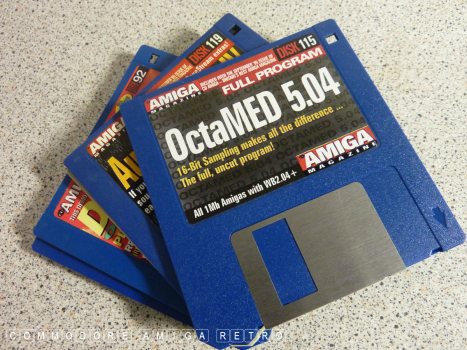 92
DISK 119
DISK 115
AMIGA
FULL PROGRAM
OctaMED 5.04
16-Bit Sampling makes all the difference ...
The full, uncut program!
AMIGA
MAGAZINE
All 1Mb Amigas with WB2.04+
AMIGA
COMMODORE AMIGA RETRO